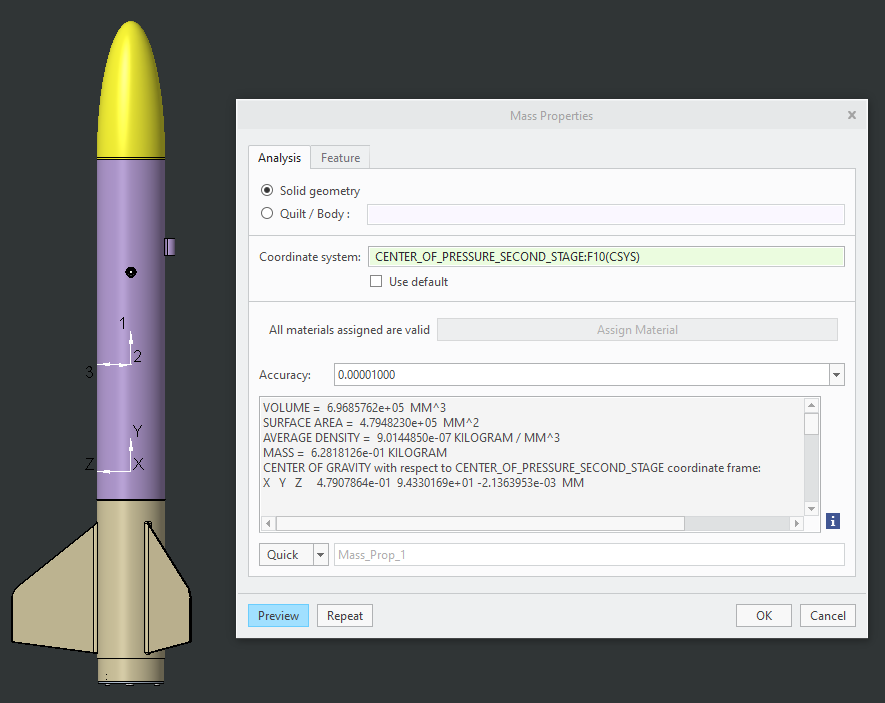 Mass Properties
Analysis Feature
Solid geometry
Quilt / Body :
Coordinate system: CENTER_OF_PRESSURE_SECOND_STAGE:F10(CSYS)
Use default
1
2
3
All materials assigned are valid Assign Material
Accuracy: 0.00001000
VOLUME = 6.9685762e+05 MM^3
SURFACE AREA = 4.7948230e+05 MM^2
AVERAGE DENSITY = 9.0144850e-07 KILOGRAM / MM^3
MASS = 6.2818126e-01 KILOGRAM
CENTER OF GRAVITY with respect to CENTER_OF_PRESSURE_SECOND_STAGE coordinate frame:
X Y Z 4.7907864e-01 9.4330169e+01 -2.1363953e-03 MM
Y
Z X
Quick Mass_Prop_1
Preview Repeat OK Cancel